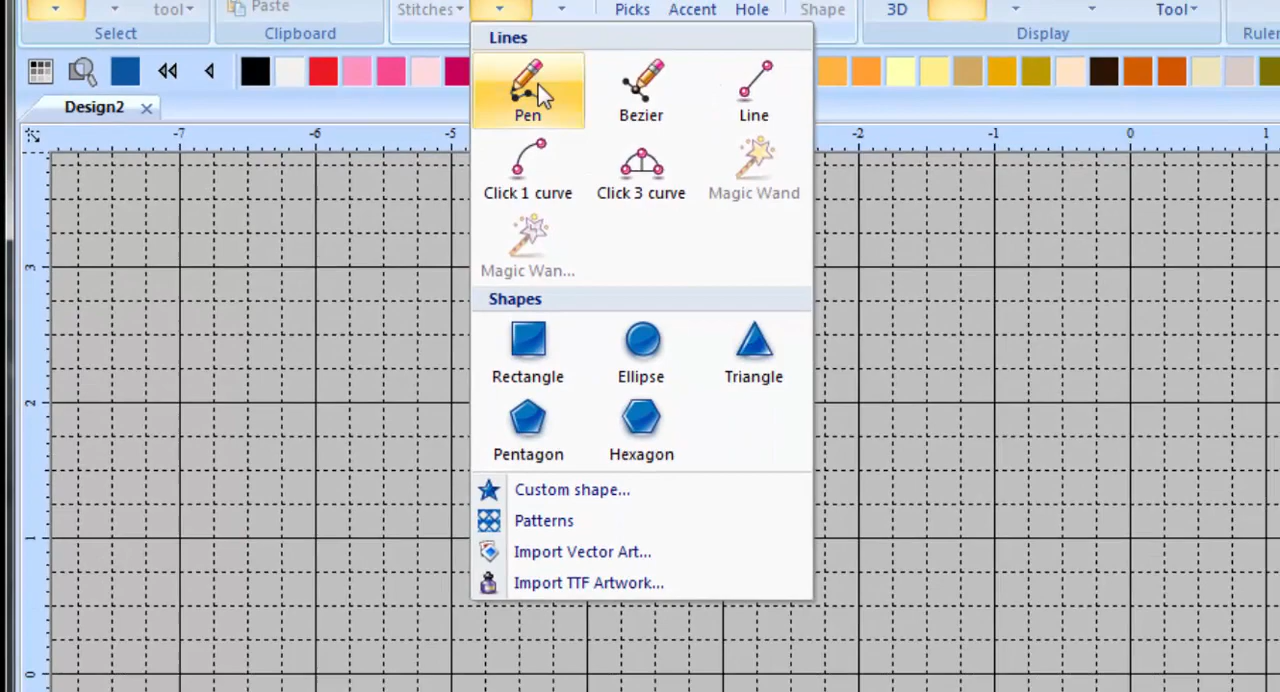 tool
Paste
Stitches
Picks Accent Hole
Shape
3D
Tool
Select
Clipboard
Display
Ruler
Lines
Design2
Pen Bezier Line
-7 -6 -5 -2 -1 0 1
Click 1 curve Click 3 curve Magic Wand
Magic Wan...
3
Shapes
Rectangle Ellipse Triangle
2
Pentagon Hexagon
Custom shape...
Patterns
1
Import Vector Art...
Import TTF Artwork...
0